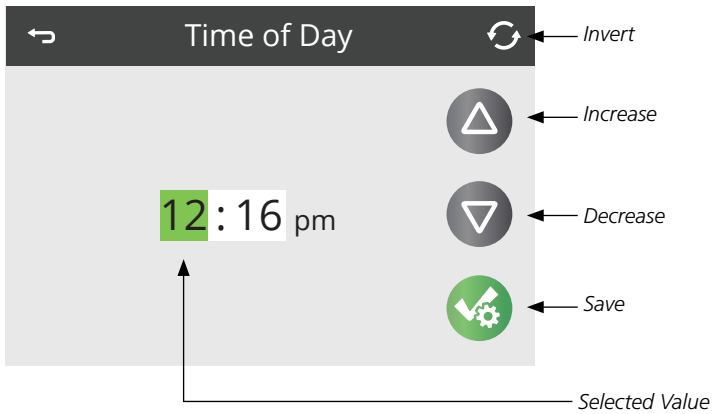 Time of Day
Invert
Increase
12 : 16 pm
Decrease
Save
Selected Value